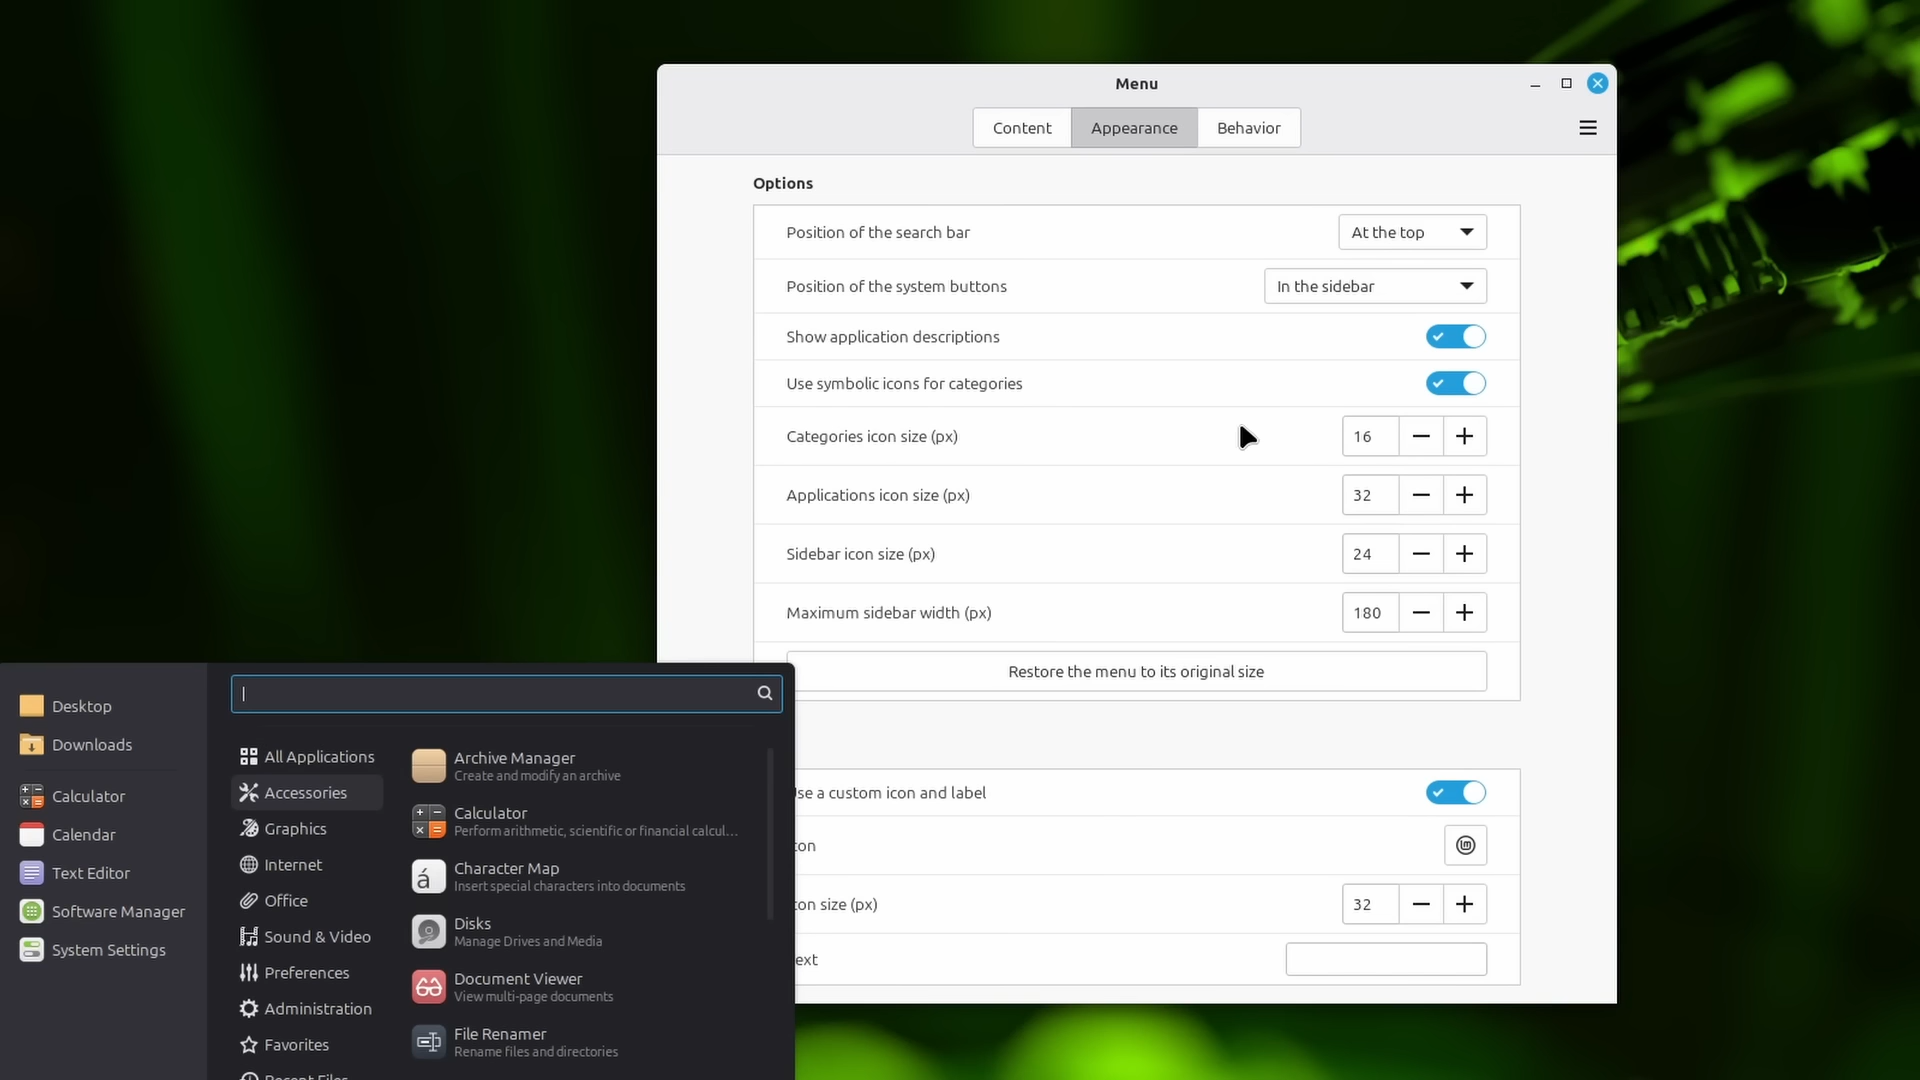 Menu
Content
Appearance
Behavior
Options
Position of the search bar
At the top
Position of the system buttons
In the sidebar
Show application descriptions
Use symbolic icons for categories
Categories icon size (px)
16
Applications icon size (px)
32
Sidebar icon size (px)
24
Maximum sidebar width (px)
180
Restore the menu to its original size
se a custom icon and label
on
on size (px)
32
ext
Desktop
Downloads
Calculator
Calendar
Text Editor
Software Manager
System Settings
All Applications
Accessories
Graphics
Internet
Office
Sound & Video
Preferences
Administration
Favorites
Recent Files
Archive Manager
Create and modify an archive
Calculator
Perform arithmetic, scientific or financial calcul...
Character Map
Insert special characters into documents
á
Disks
Manage Drives and Media
Document Viewer
View multi-page documents
File Renamer
Rename files and directories